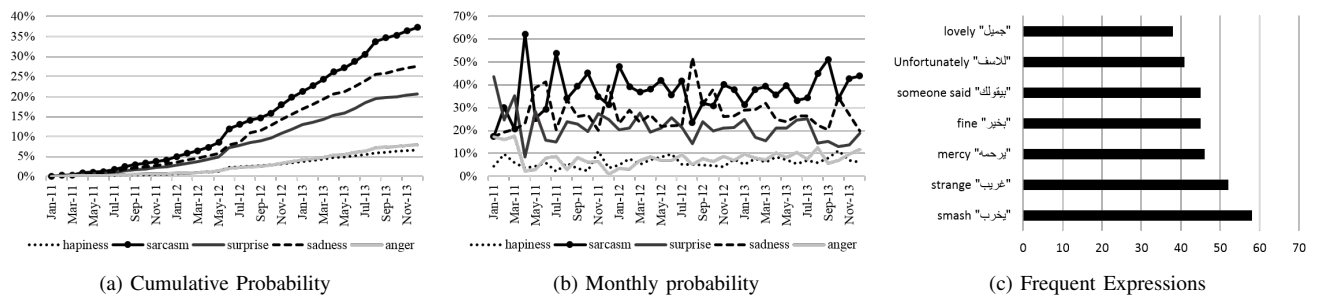 40%
35%
30%
25%
20%
15%
10%
5%
0%
Jan-11 Mar-11 May-11 Jul-11 Sep-11 Nov-11 Jan-12 Mar-12 May-12 Jul-12 Sep-12 Nov-12 Jan-13 Mar-13 May-13 Jul-13 Sep-13 Nov-13
hapiness sarcasm surprise sadness anger
(a) Cumulative Probability
70%
60%
50%
40%
30%
20%
10%
0%
Jan-11 Mar-11 May-11 Jul-11 Sep-11 Nov-11 Jan-12 Mar-12 May-12 Jul-12 Sep-12 Nov-12 Jan-13 Mar-13 May-13 Jul-13 Sep-13 Nov-13
hapiness sarcasm surprise sadness anger
(b) Monthly probability
lovely "جميل"
Unfortunately "للاسف"
someone said "بيقولك"
fine "بخير"
mercy "يرحمه"
strange "غريب"
smash "يخرب"
0 10 20 30 40 50 60 70
(c) Frequent Expressions